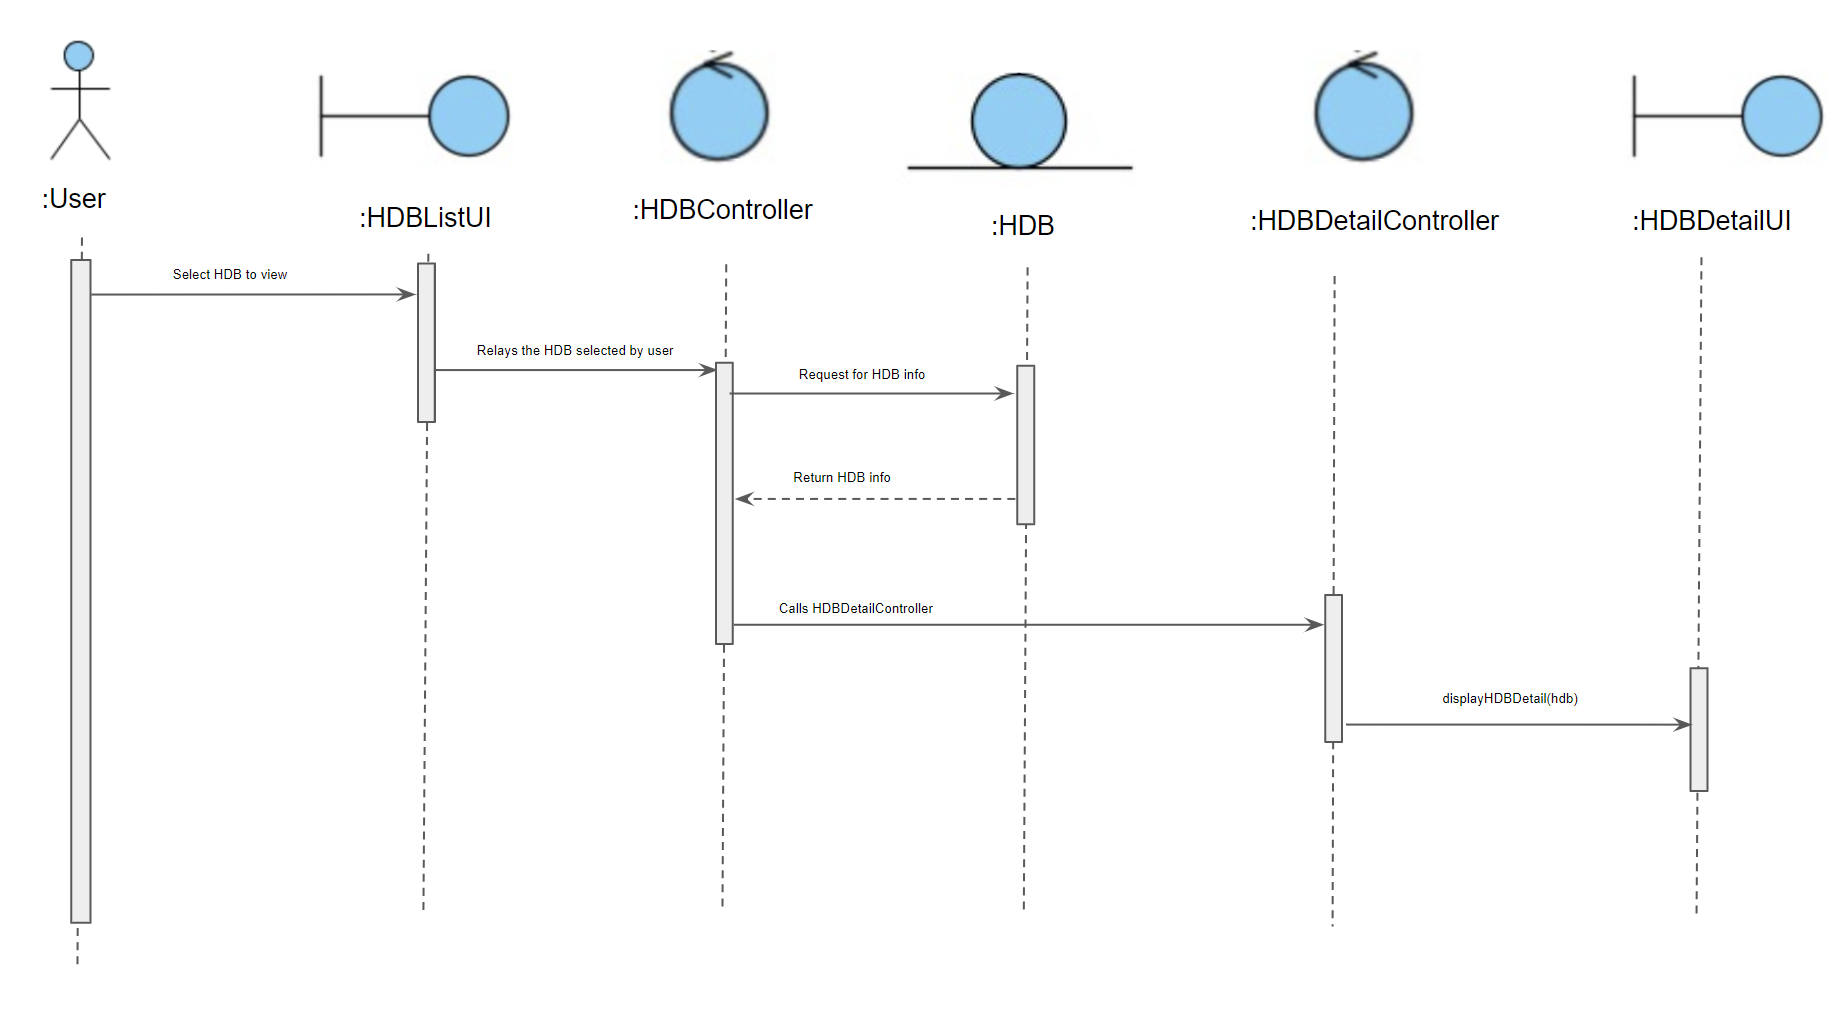 :User
:HDBListUI
:HDBController
:HDB
:HDBDetailController
:HDBDetailUI
Select HDB to view
Relays the HDB selected by user
Request for HDB info
Return HDB info
Calls HDBDetailController
displayHDBDetail(hdb)